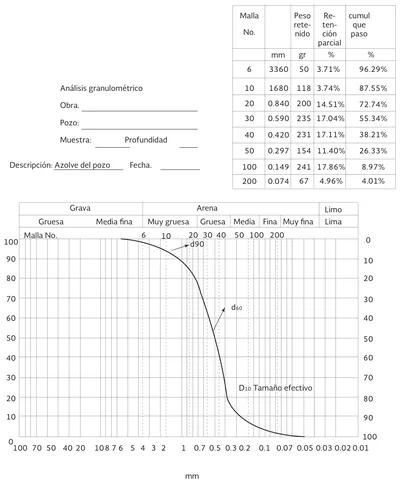 Malla Peso Re- cumul
rete- ten- que
No. nido ción paso
parcial
mm gr % %
6 3360 50 3.71% 96.29%
10 1680 118 3.74% 87.55%
20 0.840 200 14.51% 72.74%
30 0.590 235 17.04% 55.34%
40 0.420 231 17.11% 38.21%
50 0.297 154 11.40% 26.33%
100 0.149 241 17.86% 8.97%
200 0.074 67 4.96% 4.01%
Análisis granulométrico
Obra.
Pozo:
Muestra: Profundidad
Descripción: Azolve del pozo Fecha.
Grava Arena Limo
Gruesa Media fina Muy gruesa Gruesa Media Fina Muy fina Lima
Malla No. 6 10 20 30 40 50 100 200
d90
d60
D10 Tamaño efectivo
100 0
90 10
80 20
70 30
60 40
50 50
40 60
30 70
20 80
10 90
0 100
100 70 50 40 20 10 8 7 6 5 4 3 2 1 0.7 0.5 0.3 0.2 0.1 0.07 0.05 0.03 0.02 0.01
mm